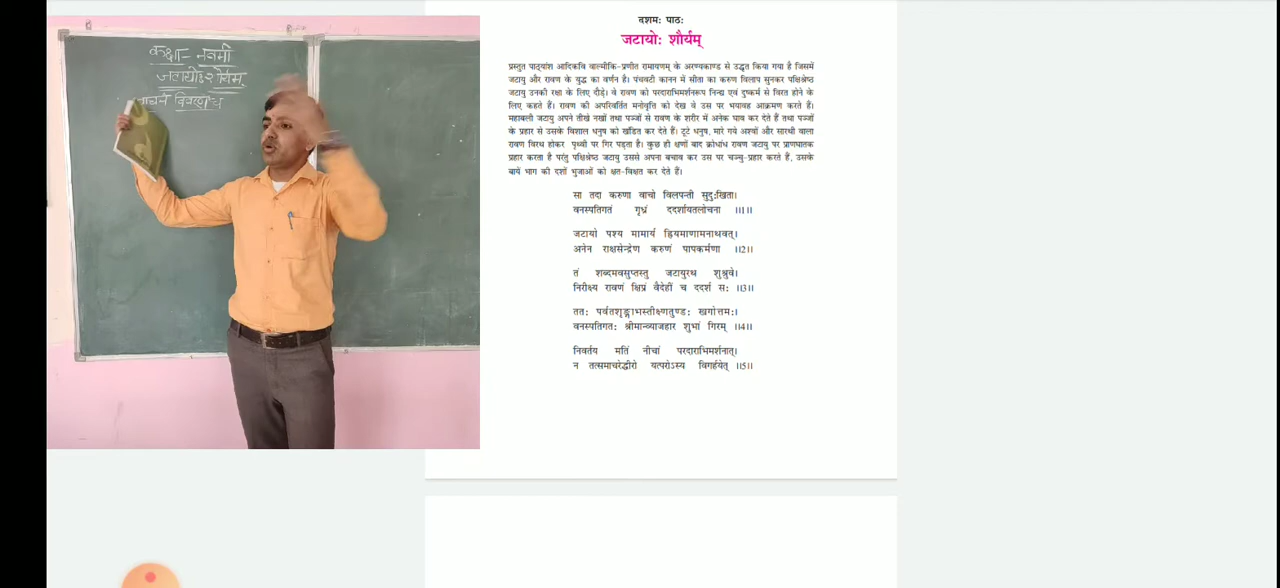 कक्षा - नवमी
जटायोः शौर्यम्
वाचनं विवरणं च
दशमः पाठः
जटायोः शौर्यम्
प्रस्तुत पाठ्यांश आदिकवि वाल्मीकि-प्रणीत रामायणम् के अरण्यकाण्ड से उद्धृत किया गया है जिसमें
जटायु और रावण के युद्ध का वर्णन है। पंचवटी कानन में सीता का करुण विलाप सुनकर पक्षिश्रेष्ठ
जटायु उनकी रक्षा के लिए दौड़े। वे रावण को परदाराभिमर्शनरूप निन्द्य एवं दुष्कर्म से विरत होने के
लिए कहते हैं। रावण की अपरिवर्तित मनोवृत्ति को देख वे उस पर भयावह आक्रमण करते हैं।
महाबली जटायु अपने तीखे नखों तथा पञ्जों से रावण के शरीर में अनेक घाव कर देते हैं तथा पञ्जों
के प्रहार से उसके विशाल धनुष को खंडित कर देते हैं। टूटे धनुष, मारे गये अश्वों और सारथी वाला
रावण विरथ होकर पृथ्वी पर गिर पड़ता है। कुछ ही क्षणों बाद क्रोधांध रावण जटायु पर प्राणघातक
प्रहार करता है परंतु पक्षिश्रेष्ठ जटायु उससे अपना बचाव कर उस पर चञ्चु-प्रहार करते हैं, उसके
बायें भाग की दशों भुजाओं को क्षत-विक्षत कर देते हैं।
सा तदा करुणा वाचो विलपन्ती सुदुःखिता।
वनस्पतिगतं गृध्रं ददर्शायतलोचना ॥1॥
जटायो पश्य मामार्य ह्रियमाणामनाथवत्।
अनेन राक्षसेन्द्रेण करुणं पापकर्मणा ॥2॥
तं शब्दमवसुप्तस्तु जटायुरथ शुश्रुवे।
निरीक्ष्य रावणं क्षिप्रं वैदेहीं च ददर्श सः ॥3॥
ततः पर्वतशृङ्गाभस्तीक्ष्णतुण्डः खगोत्तमः।
वनस्पतिगतः श्रीमान्व्याजहार शुभां गिरम् ॥4॥
निवर्तय मतिं नीचां परदाराभिमर्शनात्।
न तत्समाचरेद्धीरो यत्परोऽस्य विगर्हयेत् ॥5॥